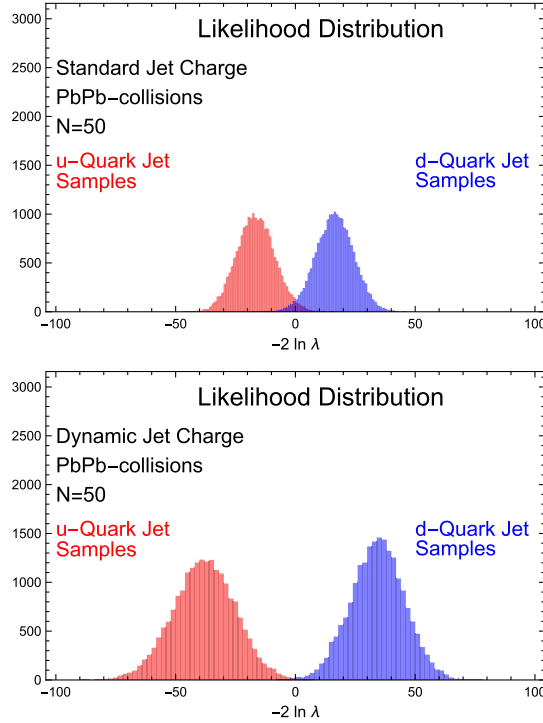 Likelihood Distribution
Standard Jet Charge
PbPb-collisions
N=50
u-Quark Jet
Samples
d-Quark Jet
Samples
3000
2500
2000
1500
1000
500
0
-100
-50
0
50
100
-2 ln λ
Likelihood Distribution
Dynamic Jet Charge
PbPb-collisions
N=50
u-Quark Jet
Samples
d-Quark Jet
Samples
3000
2500
2000
1500
1000
500
0
-100
-50
0
50
100
-2 ln λ